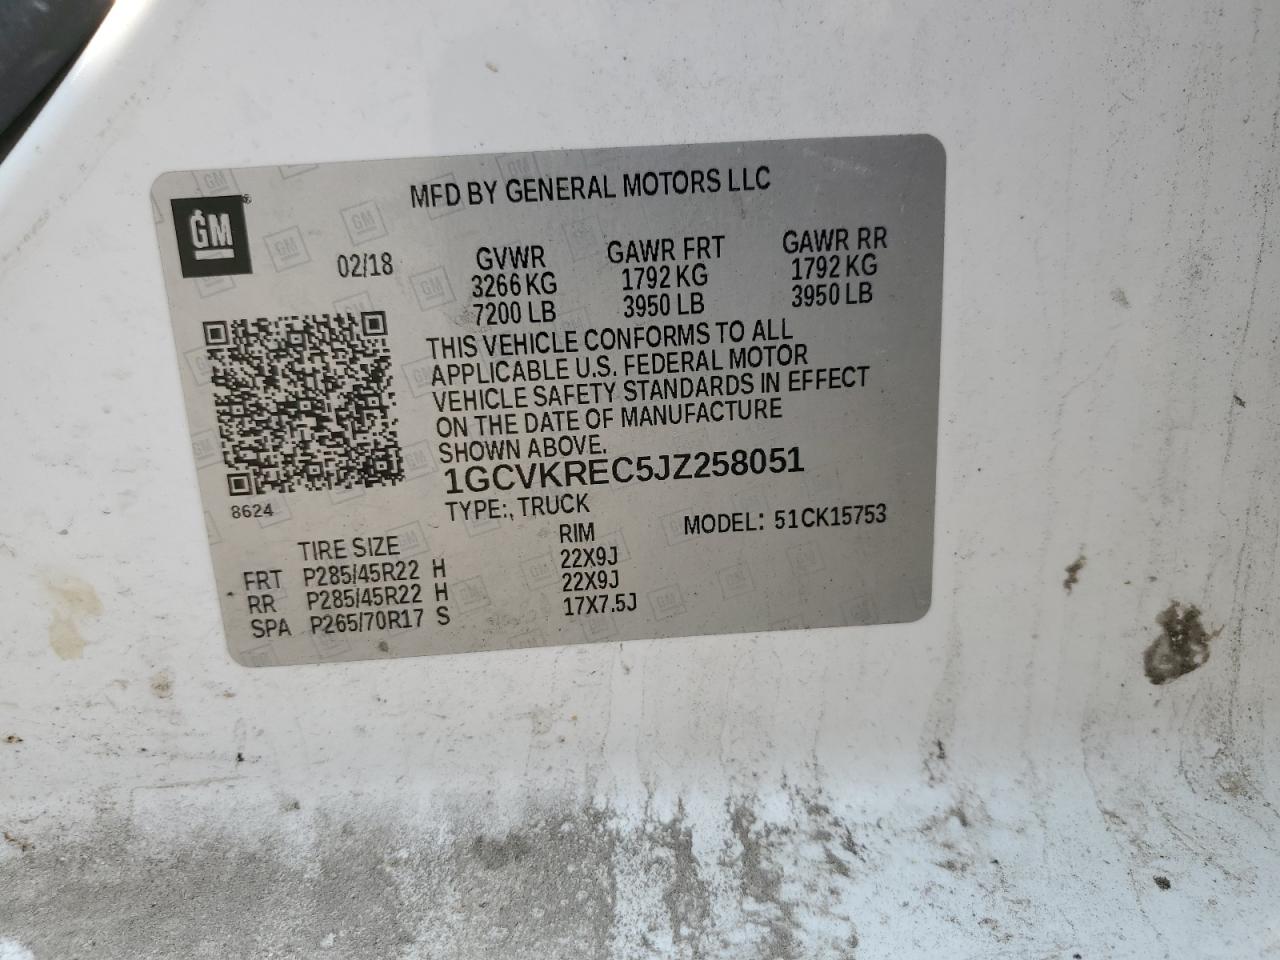 GM
MFD BY GENERAL MOTORS LLC
02/18
GVWR GAWR FRT GAWR RR
3266 KG 1792 KG 1792 KG
7200 LB 3950 LB 3950 LB
THIS VEHICLE CONFORMS TO ALL
APPLICABLE U.S. FEDERAL MOTOR
VEHICLE SAFETY STANDARDS IN EFFECT
ON THE DATE OF MANUFACTURE
SHOWN ABOVE.
1GCVKREC5JZ258051
8624
TYPE:, TRUCK MODEL: 51CK15753
TIRE SIZE RIM
FRT P285/45R22 H 22X9J
RR P285/45R22 H 22X9J
SPA P265/70R17 S 17X7.5J